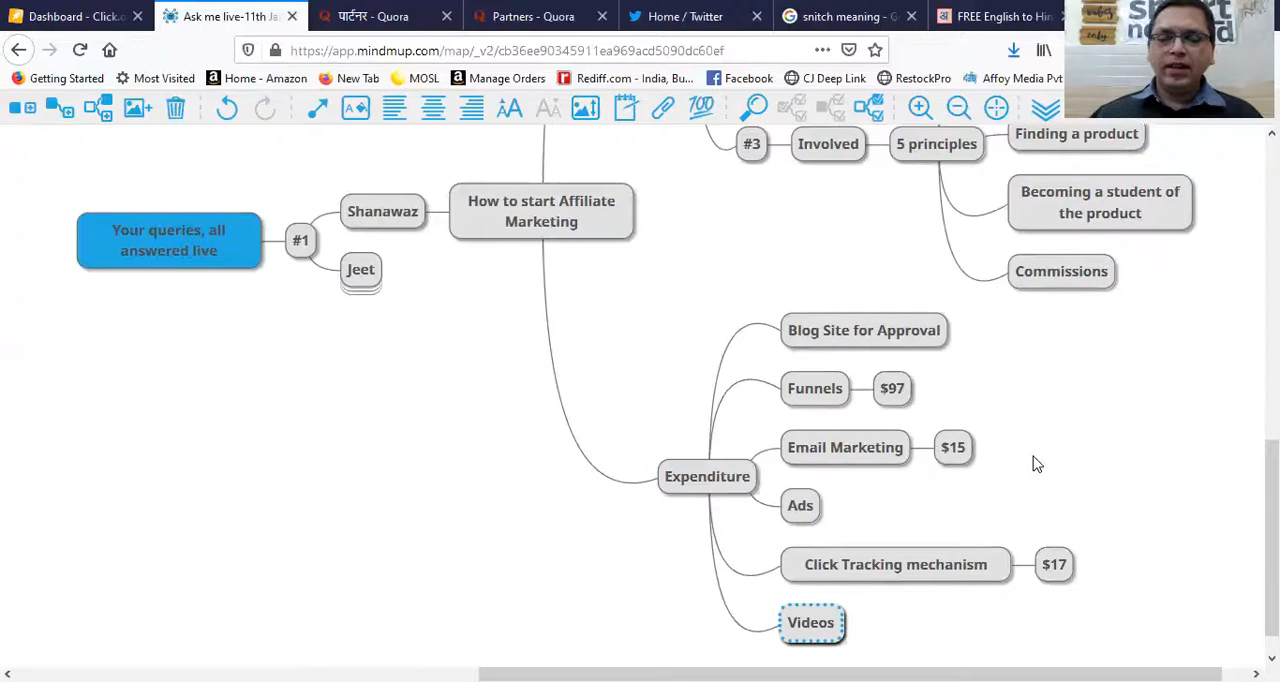 Dashboard - Click.o
Ask me live-11th Ja
पार्टनर - Quora
Partners - Quora
Home / Twitter
snitch meaning - G
FREE English to Hin
https://app.mindmup.com/map/_v2/cb36ee90345911ea969acd5090dc60ef
Getting Started
Most Visited
Home - Amazon
New Tab
MOSL
Manage Orders
Rediff.com - India, Bu...
Facebook
CJ Deep Link
RestockPro
Affoy Media Pvt
100
#3
Involved
5 principles
Finding a product
Becoming a student of
the product
Commissions
Your queries, all
answered live
#1
Shanawaz
Jeet
How to start Affiliate
Marketing
Expenditure
Blog Site for Approval
Funnels
$97
Email Marketing
$15
Ads
Click Tracking mechanism
$17
Videos